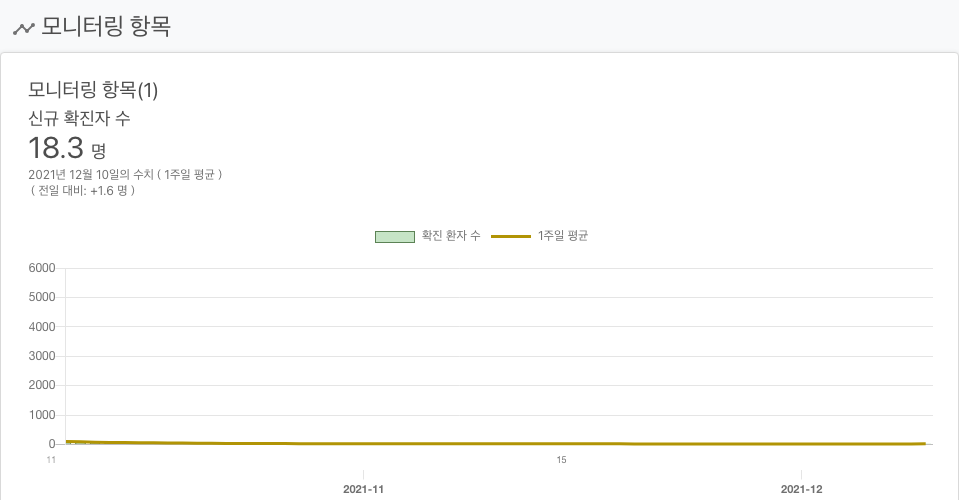 모니터링 항목
모니터링 항목(1)
신규 확진자 수
18.3 명
2021년 12월 10일의 수치 ( 1주일 평균 )
( 전일 대비: +1.6 명 )
확진 환자 수 1주일 평균
6000
5000
4000
3000
2000
1000
0
11 15
2021-11 2021-12